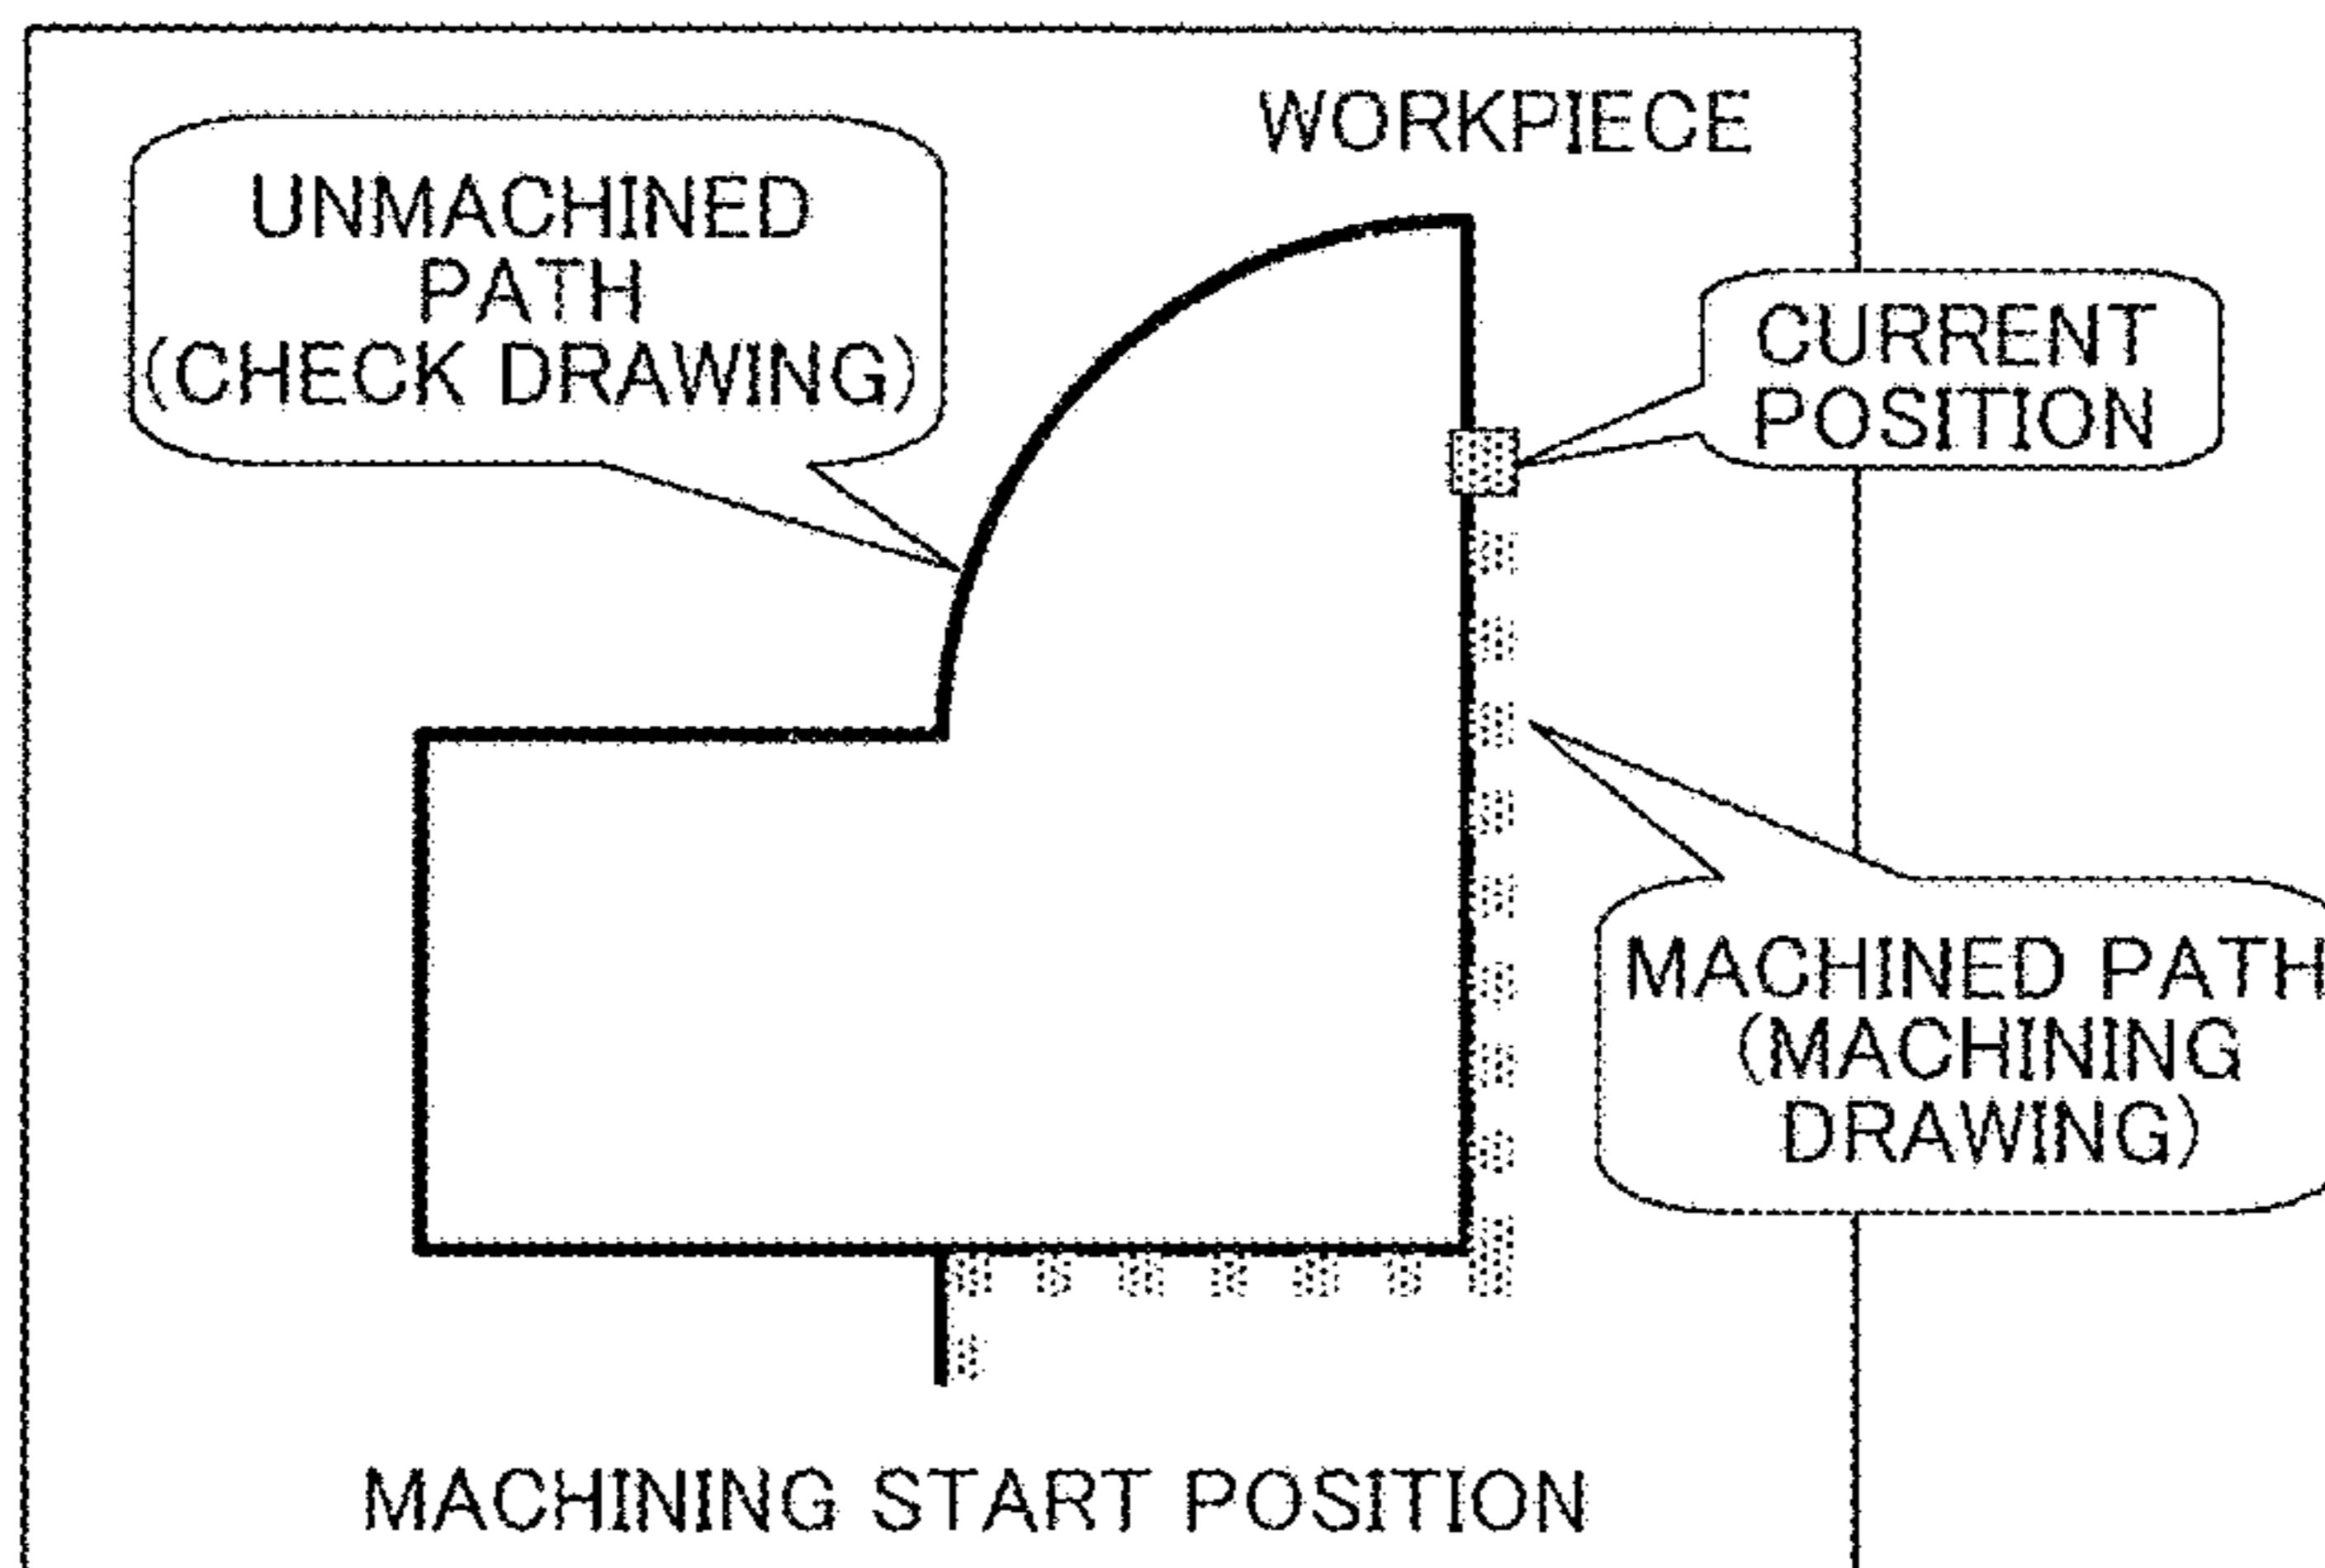 WORKPIECE
UNMACHINED
PATH
(CHECK DRAWING)
CURRENT
POSITION
MACHINED PATH
(MACHINING
DRAWING)
MACHINING START POSITION